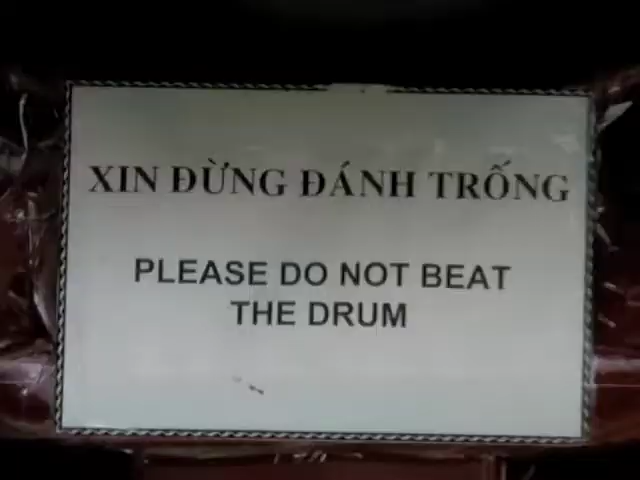 XIN ĐỪNG ĐÁNH TRỐNG
PLEASE DO NOT BEAT
THE DRUM